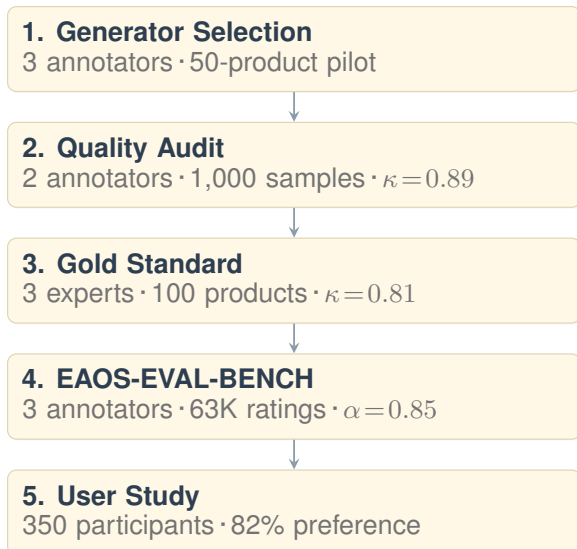 1. Generator Selection
3 annotators · 50-product pilot
2. Quality Audit
2 annotators · 1,000 samples · κ=0.89
3. Gold Standard
3 experts · 100 products · κ=0.81
4. EAOS-EVAL-BENCH
3 annotators · 63K ratings · α=0.85
5. User Study
350 participants · 82% preference